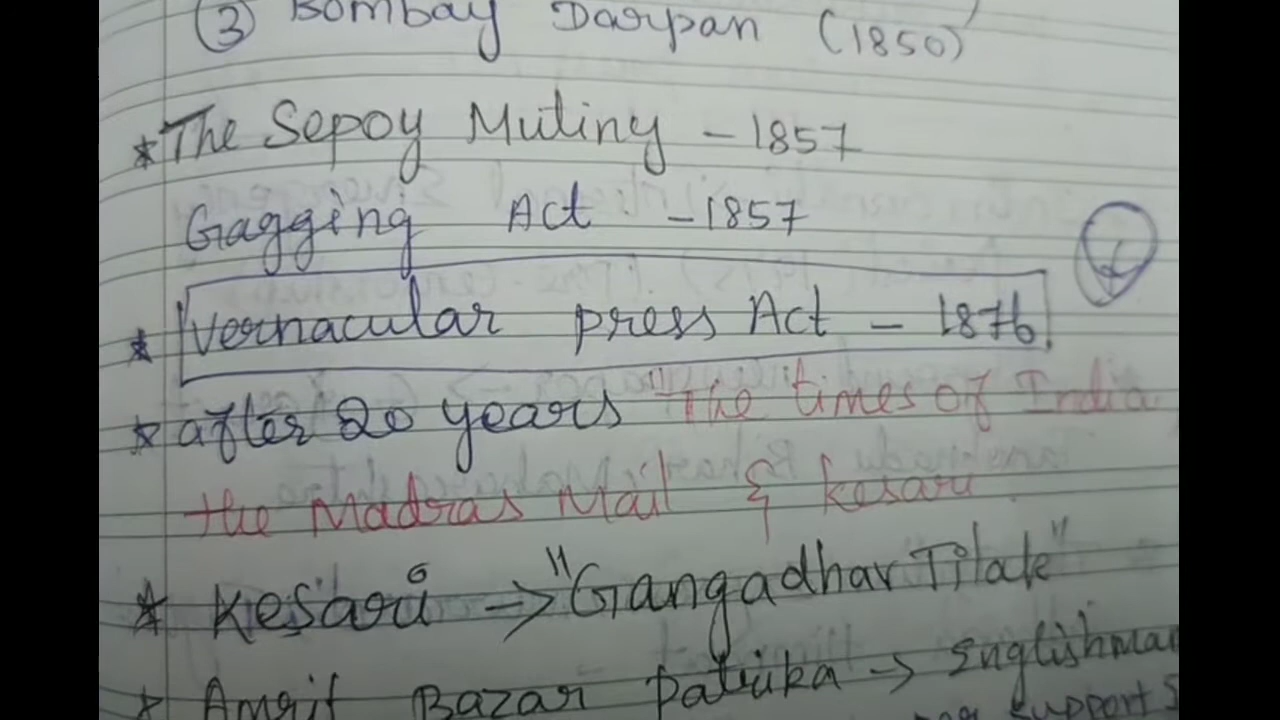 (3) Bombay Darpan (1850)
* The Sepoy Mutiny - 1857
Gagging Act - 1857
* Vernacular press Act - 1876
* after 20 years "The times of India
the Madras Mail & kesari
* Kesari -> "Gangadhar Tilak"
* Amrit Bazar Patrika -> Englishman
support